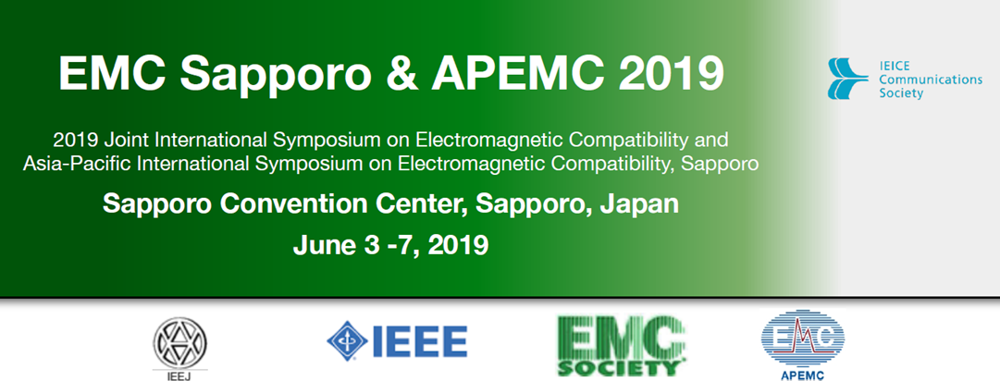 EMC Sapporo & APEMC 2019
IEICE
Communications
Society
2019 Joint International Symposium on Electromagnetic Compatibility and
Asia-Pacific International Symposium on Electromagnetic Compatibility, Sapporo
Sapporo Convention Center, Sapporo, Japan
June 3 -7, 2019
IEEJ
IEEE
EMC
SOCIETY
EMC
APEMC